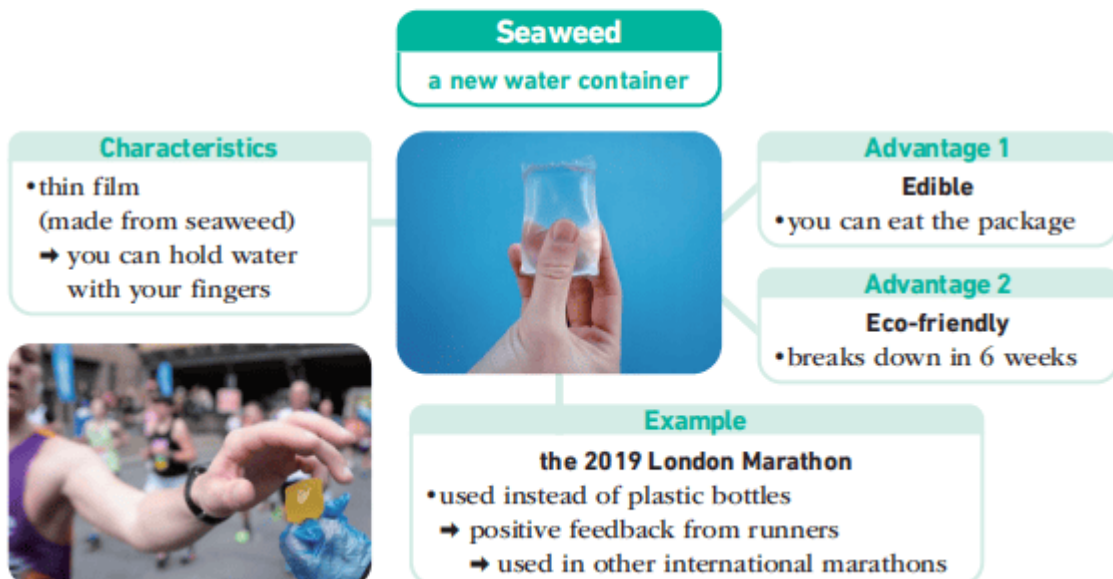 Seaweed
a new water container
Characteristics
•thin film
(made from seaweed)
➡ you can hold water
with your fingers
Advantage 1
Edible
•you can eat the package
Advantage 2
Eco-friendly
•breaks down in 6 weeks
Example
the 2019 London Marathon
•used instead of plastic bottles
➡ positive feedback from runners
➡ used in other international marathons